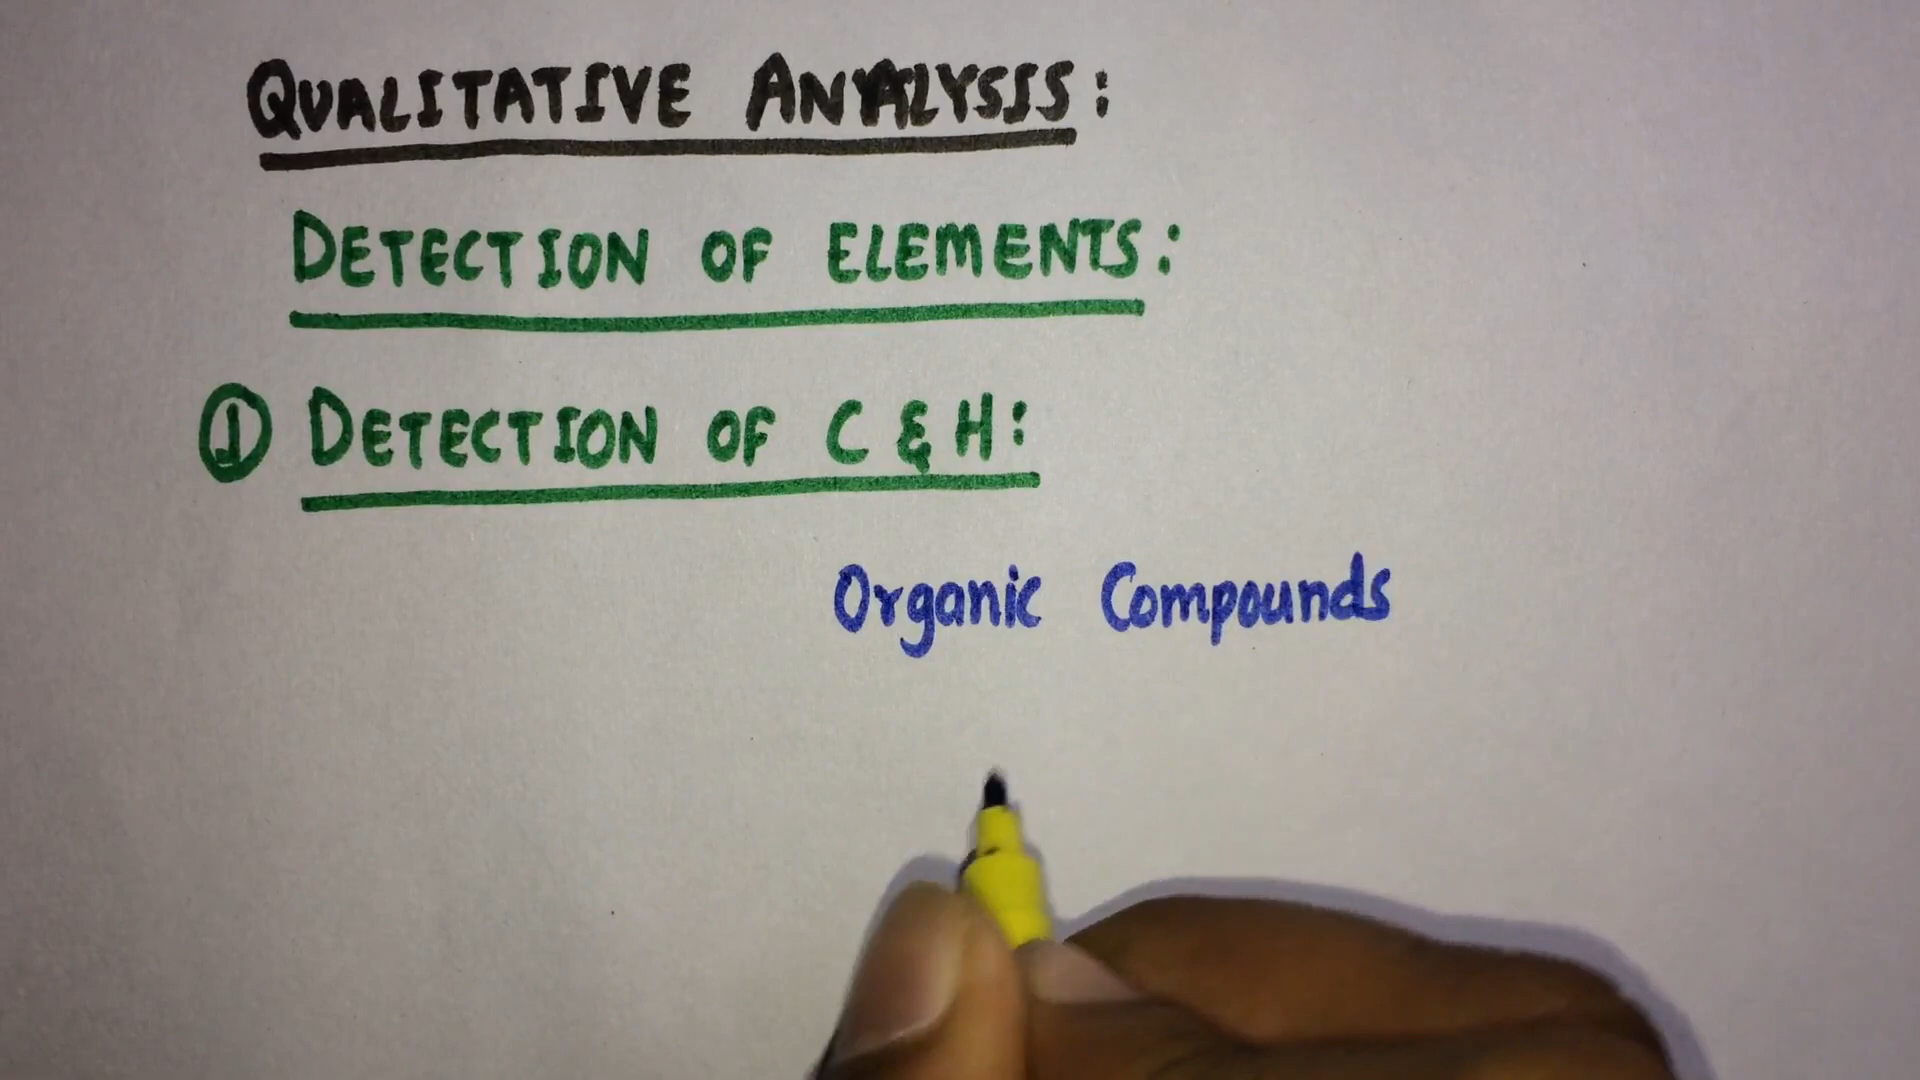 QUALITATIVE ANALYSIS:
DETECTION OF ELEMENTS:
① DETECTION OF C & H:
Organic Compounds